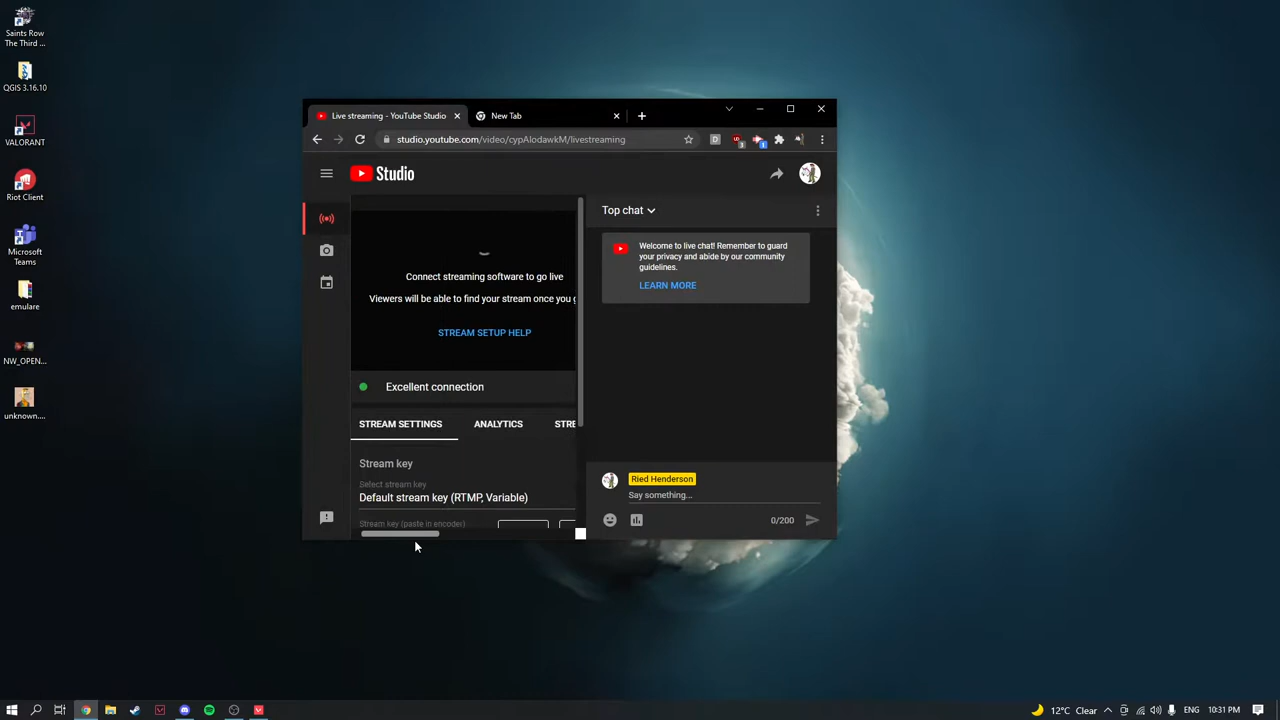 Saints Row
The Third ...
QGIS 3.16.10
VALORANT
Riot Client
Microsoft
Teams
emulare
NW_OPEN...
unknown....
Live streaming - YouTube Studio
New Tab
studio.youtube.com/video/cypAIodawkM/livestreaming
3
1
Studio
Connect streaming software to go live
Viewers will be able to find your stream once you g
STREAM SETUP HELP
Excellent connection
STREAM SETTINGS
ANALYTICS
STRE
Stream key
Select stream key
Default stream key (RTMP, Variable)
Stream key (paste in encoder)
Top chat
Welcome to live chat! Remember to guard
your privacy and abide by our community
guidelines.
LEARN MORE
Ried Henderson
Say something...
0/200
12°C Clear
ENG
10:31 PM